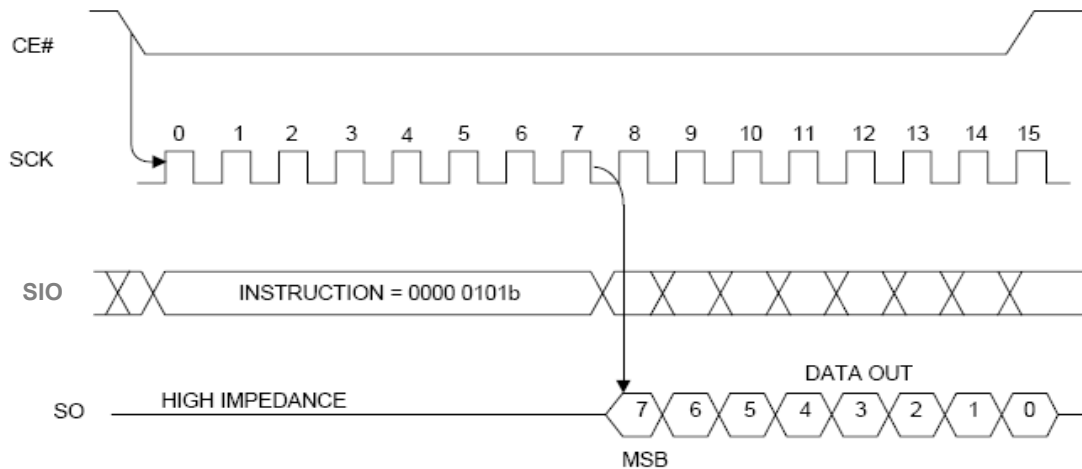 CE#
0 1 2 3 4 5 6 7 8 9 10 11 12 13 14 15
SCK
SIO INSTRUCTION = 0000 0101b
DATA OUT
SO HIGH IMPEDANCE 7 6 5 4 3 2 1 0
MSB